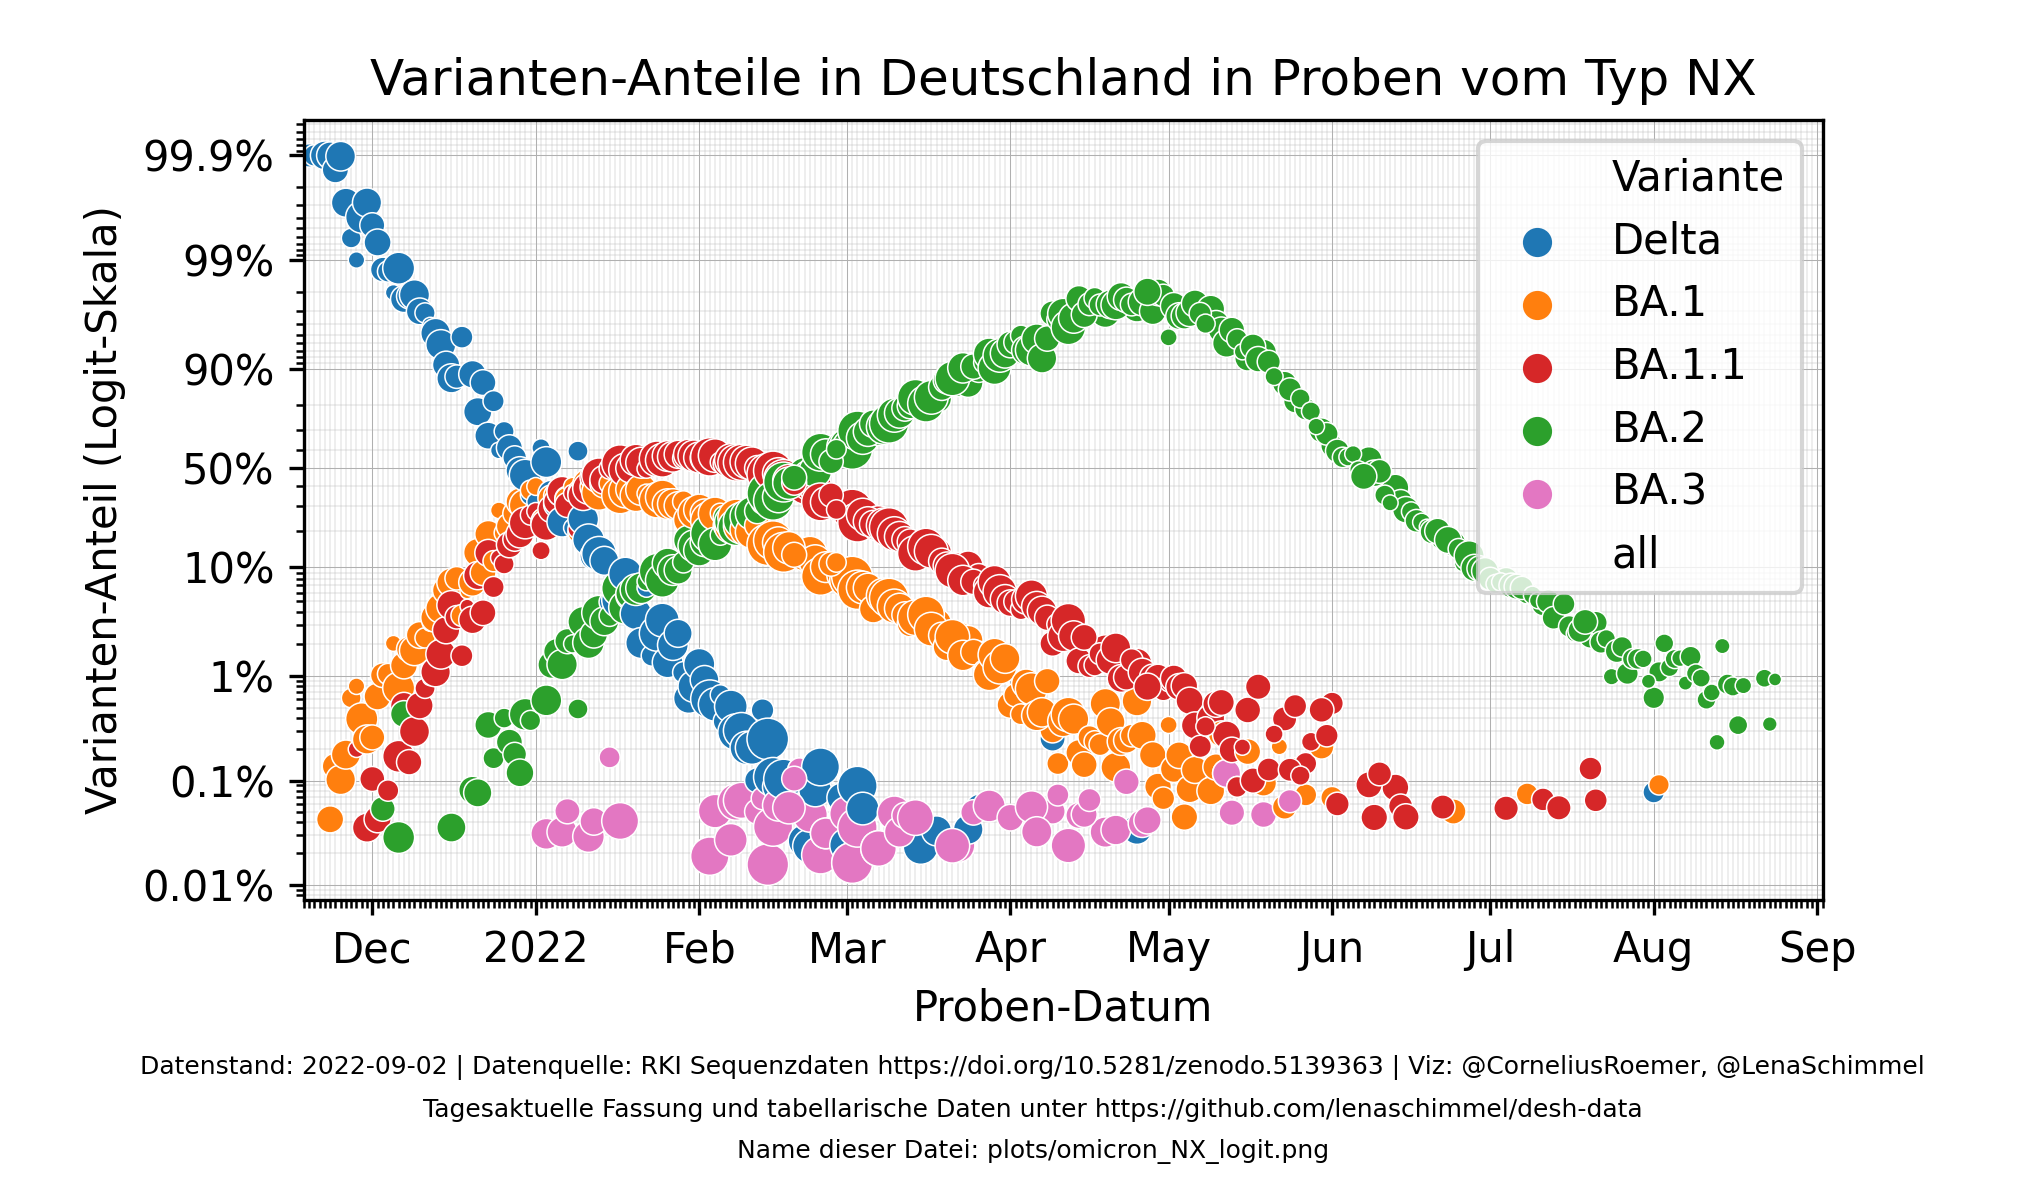 Varianten-Anteile in Deutschland in Proben vom Typ NX
Varianten-Anteil (Logit-Skala)
99.9%
99%
90%
50%
10%
1%
0.1%
0.01%
Variante
Delta
BA.1
BA.1.1
BA.2
BA.3
all
Dec 2022 Feb Mar Apr May Jun Jul Aug Sep
Proben-Datum
Datenstand: 2022-09-02 | Datenquelle: RKI Sequenzdaten https://doi.org/10.5281/zenodo.5139363 | Viz: @CorneliusRoemer, @LenaSchimmel
Tagesaktuelle Fassung und tabellarische Daten unter https://github.com/lenaschimmel/desh-data
Name dieser Datei: plots/omicron_NX_logit.png